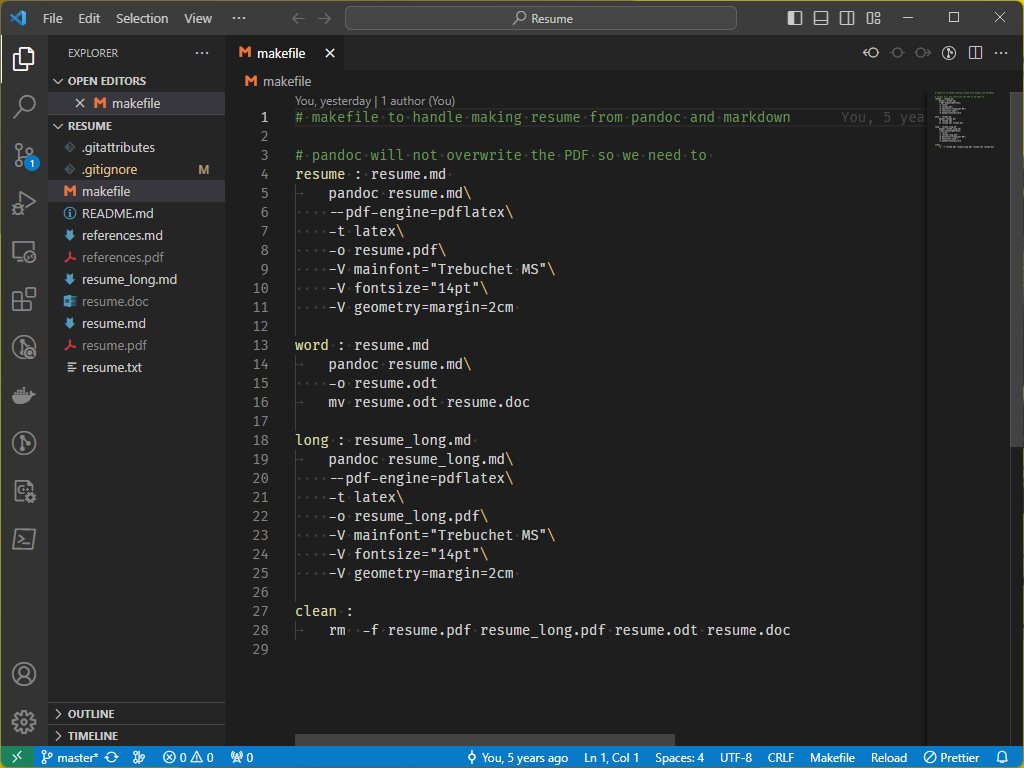 File Edit Selection View ··· Resume
EXPLORER ···
OPEN EDITORS
makefile
RESUME
.gitattributes
.gitignore M
makefile
README.md
references.md
references.pdf
resume_long.md
resume.doc
resume.md
resume.pdf
resume.txt
OUTLINE
TIMELINE
makefile
makefile
You, yesterday | 1 author (You)
1 # makefile to handle making resume from pandoc and markdown You, 5 yea
2
3 # pandoc will not overwrite the PDF so we need to
4 resume : resume.md
5 pandoc resume.md\
6 --pdf-engine=pdflatex\
7 -t latex\
8 -o resume.pdf\
9 -V mainfont="Trebuchet MS"\
10 -V fontsize="14pt"\
11 -V geometry=margin=2cm
12
13 word : resume.md
14 pandoc resume.md\
15 -o resume.odt
16 mv resume.odt resume.doc
17
18 long : resume_long.md
19 pandoc resume_long.md\
20 --pdf-engine=pdflatex\
21 -t latex\
22 -o resume_long.pdf\
23 -V mainfont="Trebuchet MS"\
24 -V fontsize="14pt"\
25 -V geometry=margin=2cm
26
27 clean :
28 rm -f resume.pdf resume_long.pdf resume.odt resume.doc
29
1
master* 0 0 0 You, 5 years ago Ln 1, Col 1 Spaces: 4 UTF-8 CRLF Makefile Reload Prettier